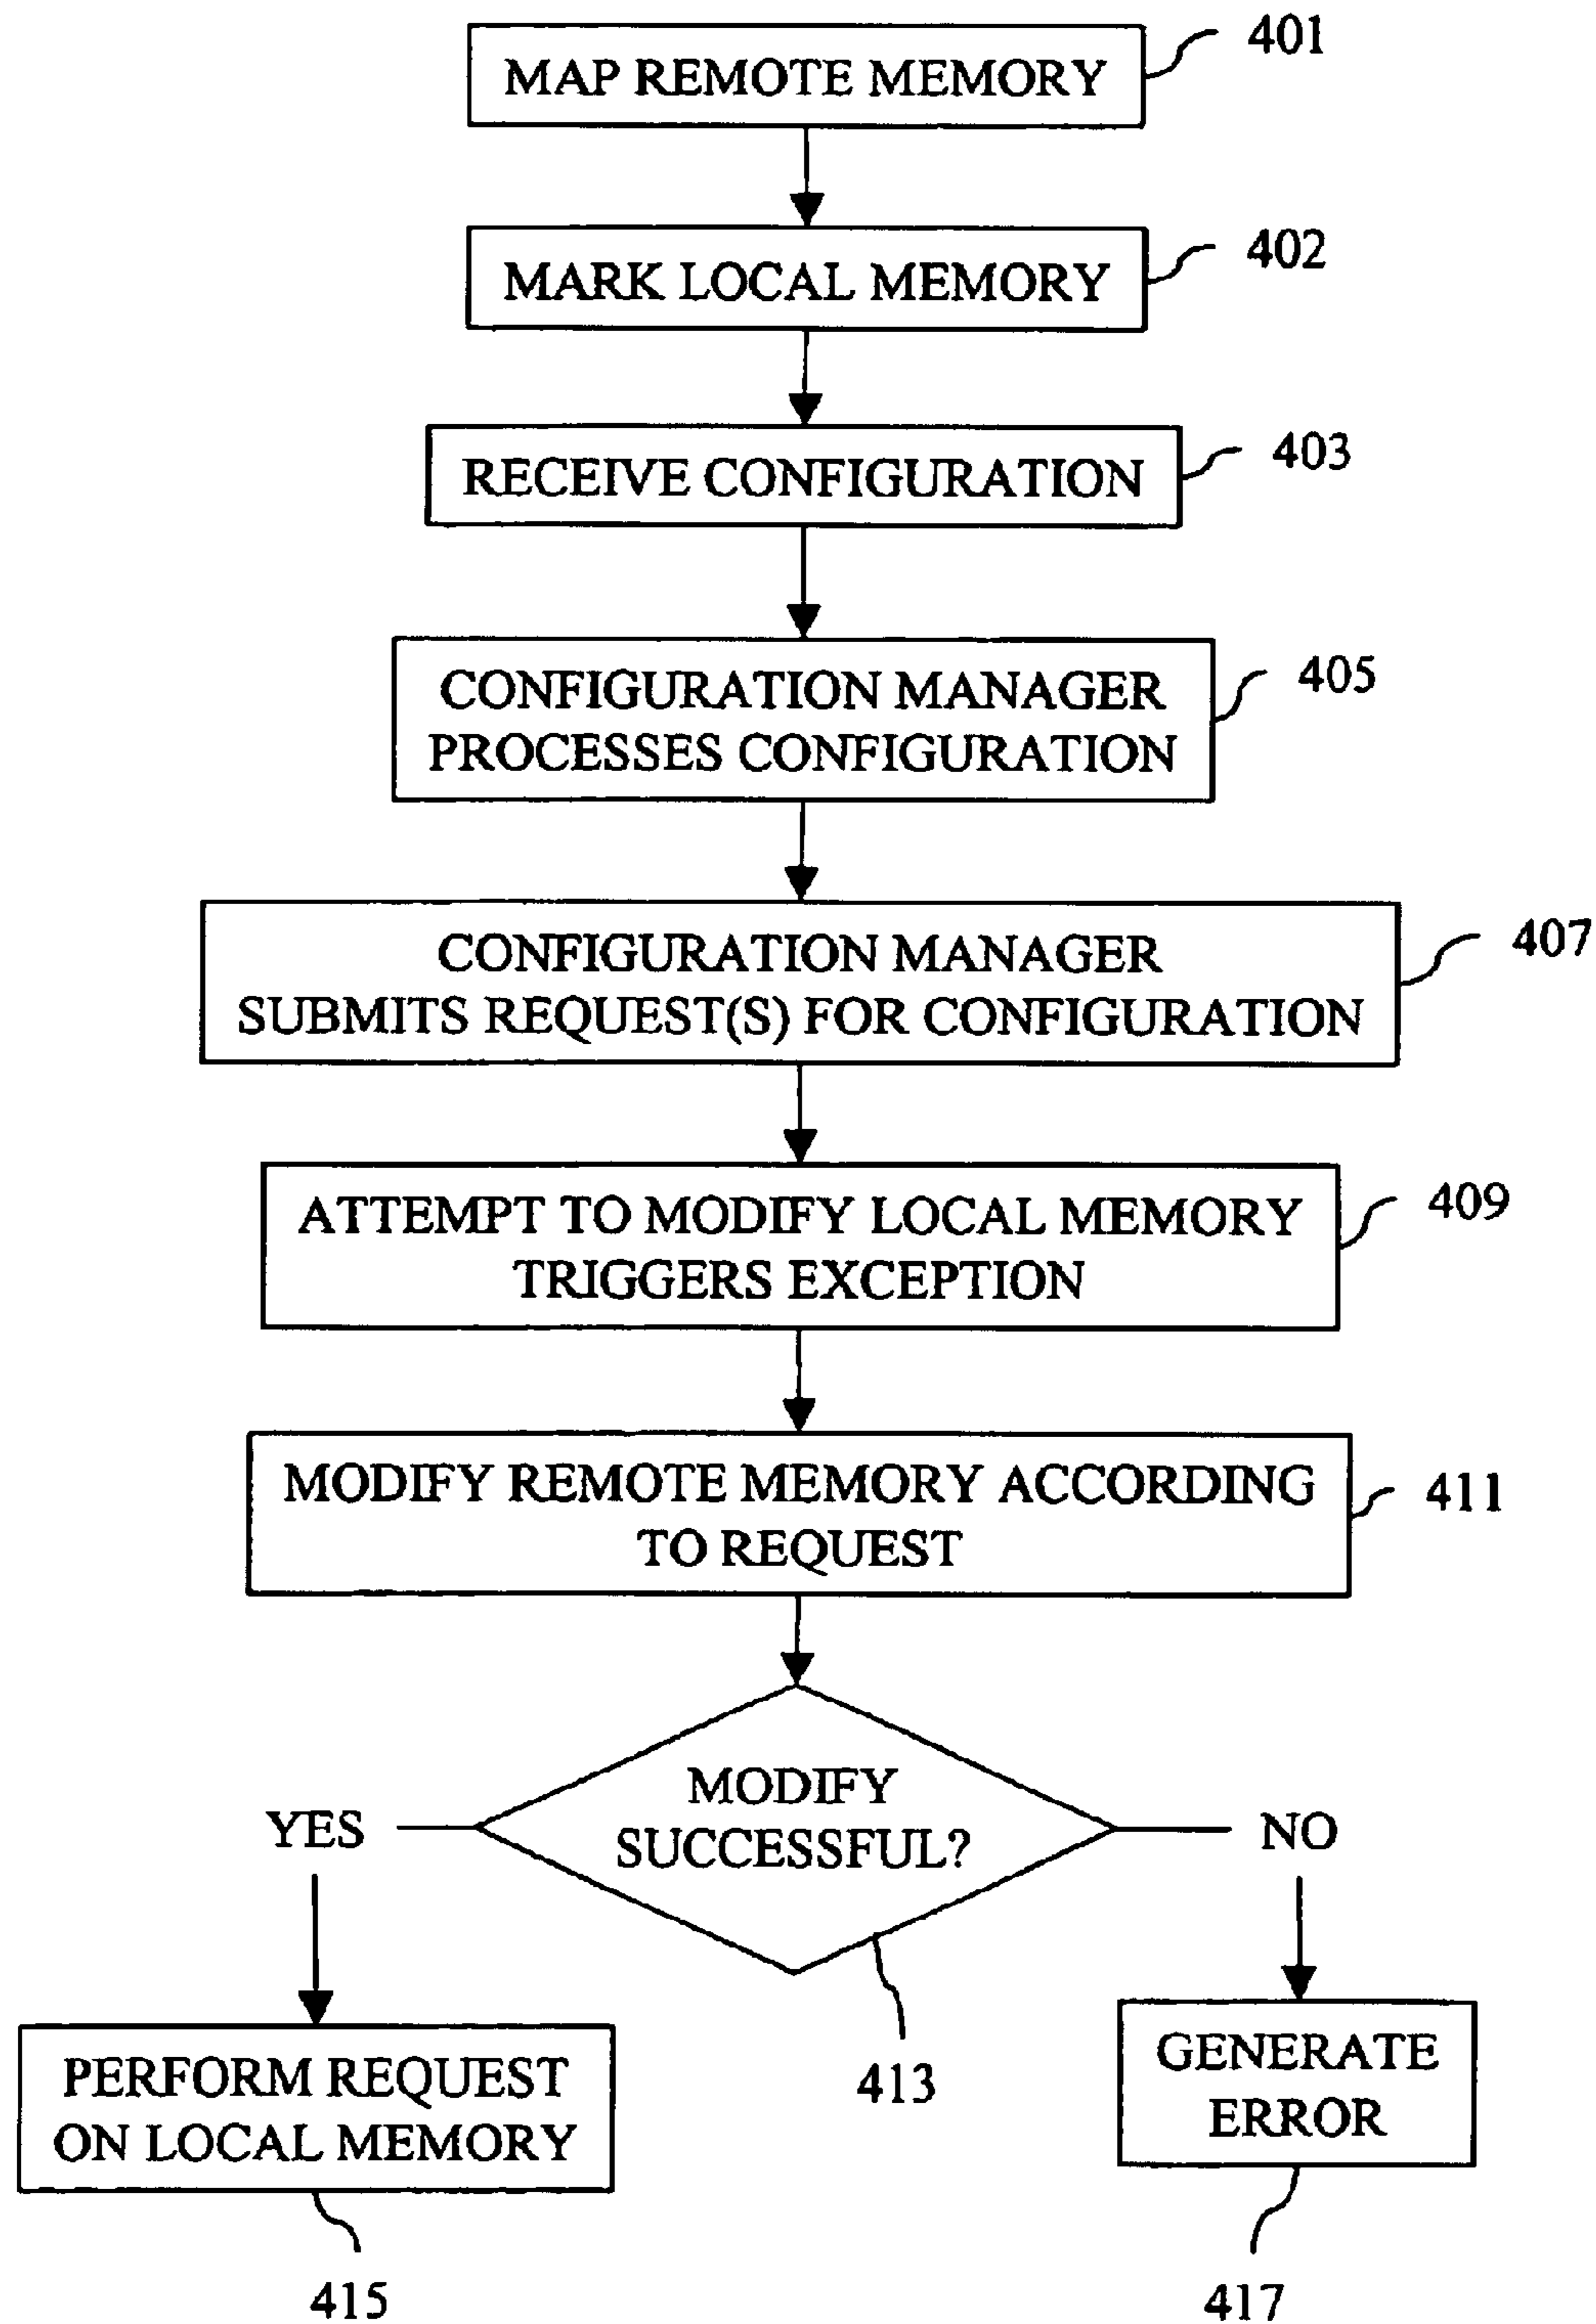 MAP REMOTE MEMORY
401
MARK LOCAL MEMORY
402
RECEIVE CONFIGURATION
403
CONFIGURATION MANAGER
PROCESSES CONFIGURATION
405
CONFIGURATION MANAGER
SUBMITS REQUEST(S) FOR CONFIGURATION
407
ATTEMPT TO MODIFY LOCAL MEMORY
TRIGGERS EXCEPTION
409
MODIFY REMOTE MEMORY ACCORDING
TO REQUEST
411
MODIFY
SUCCESSFUL?
413
YES
NO
PERFORM REQUEST
ON LOCAL MEMORY
415
GENERATE
ERROR
417